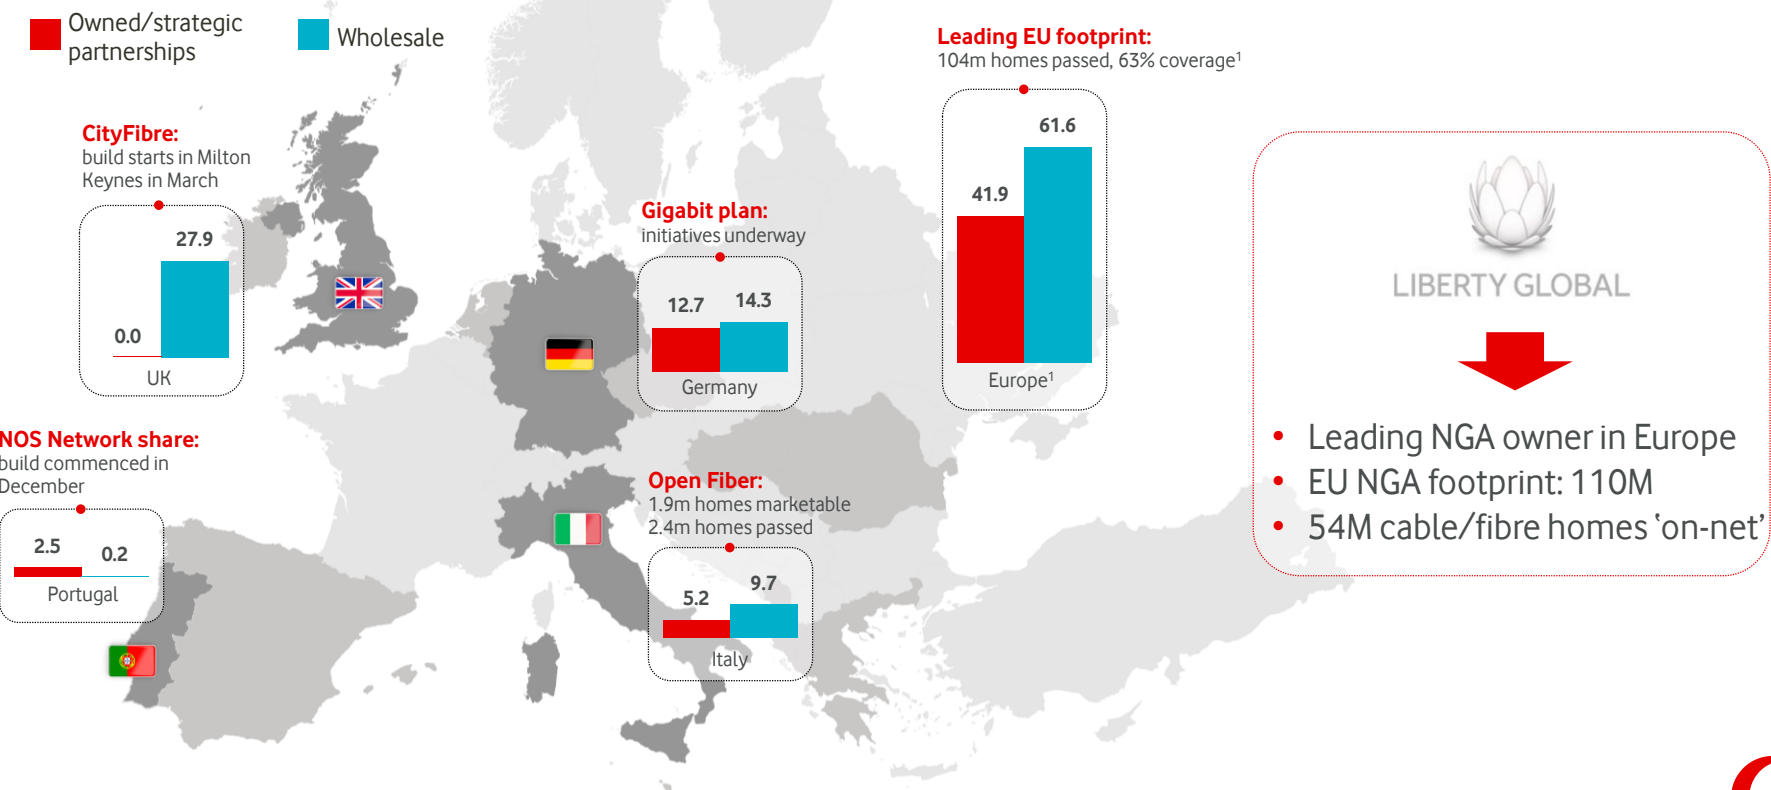 Owned/strategic
partnerships
Wholesale
Leading EU footprint:
104m homes passed, 63% coverage¹
61.6
41.9
Europe¹
CityFibre:
build starts in Milton
Keynes in March
27.9
0.0
UK
Gigabit plan:
initiatives underway
12.7 14.3
Germany
NOS Network share:
build commenced in
December
2.5 0.2
Portugal
Open Fiber:
1.9m homes marketable
2.4m homes passed
5.2 9.7
Italy
LIBERTY GLOBAL
• Leading NGA owner in Europe
• EU NGA footprint: 110M
• 54M cable/fibre homes ‘on-net’